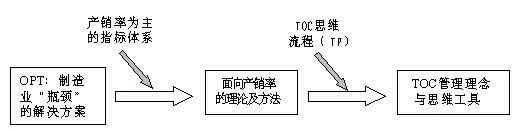 产销率为主
的指标体系
TOC思维
流程（TP）
OPT：制造
业“瓶颈”
的解决方案
面向产销率
的理论及方法
TOC管理理念
与思维工具